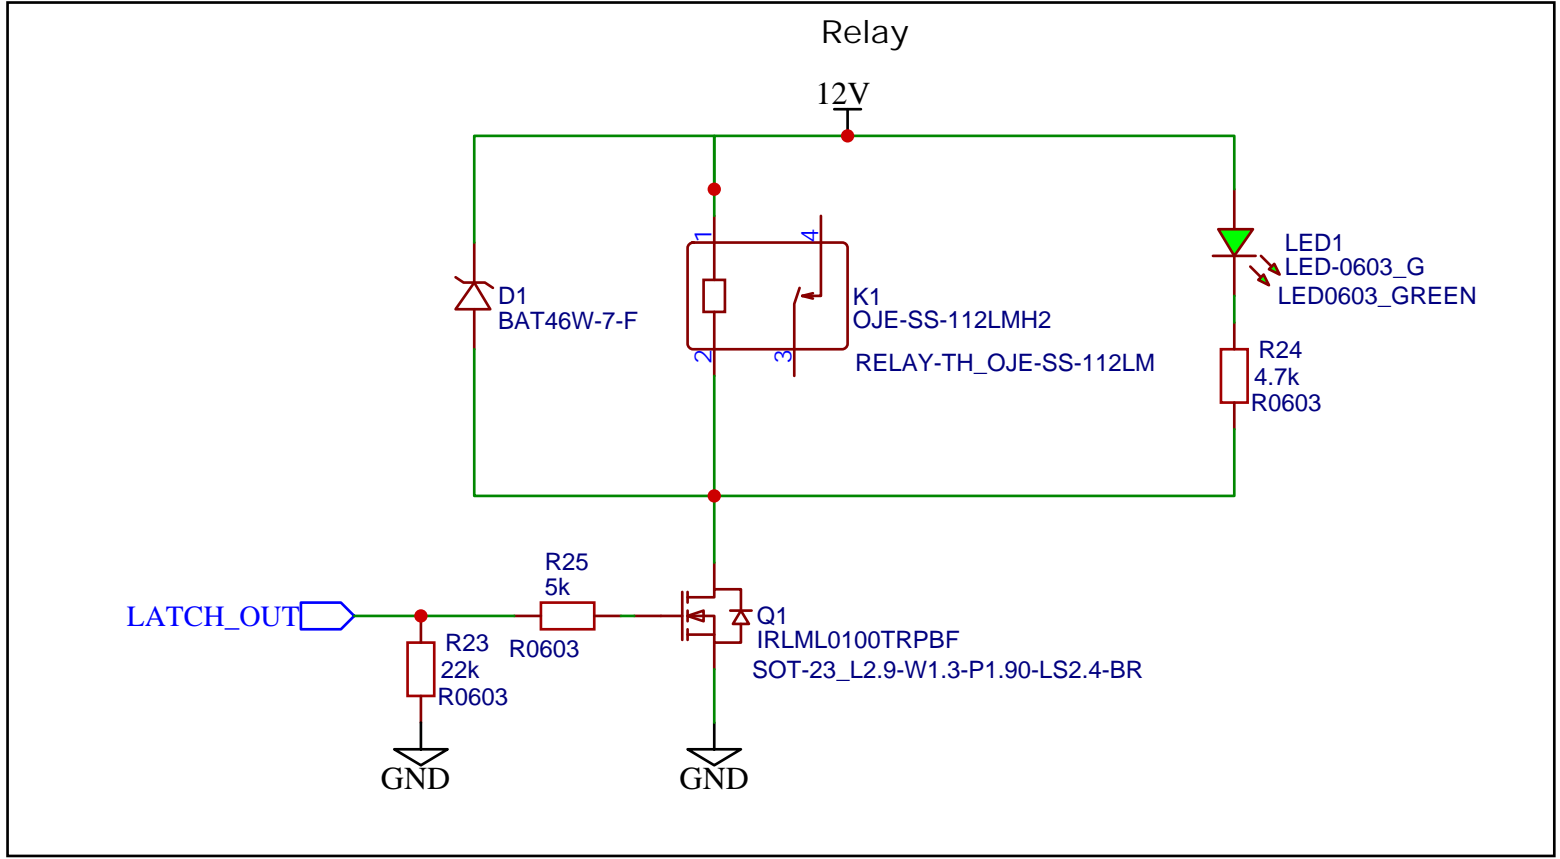 Relay
12V
1
4
D1
BAT46W-7-F
K1
OJE-SS-112LMH2
2
3
RELAY-TH_OJE-SS-112LM
LED1
LED-0603_G
LED0603_GREEN
R24
4.7k
R0603
R25
5k
R0603
LATCH_OUT
R23
22k
R0603
Q1
IRLML0100TRPBF
SOT-23_L2.9-W1.3-P1.90-LS2.4-BR
GND
GND